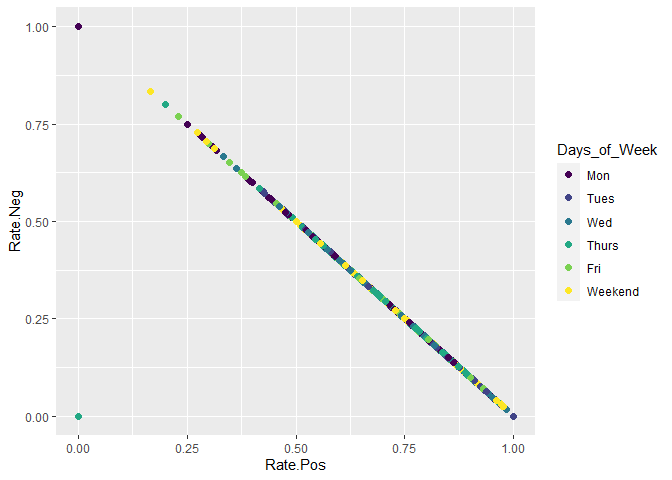 1.00
0.75
0.50
0.25
0.00
Rate.Neg
0.00 0.25 0.50 0.75 1.00
Rate.Pos
Days_of_Week
Mon
Tues
Wed
Thurs
Fri
Weekend